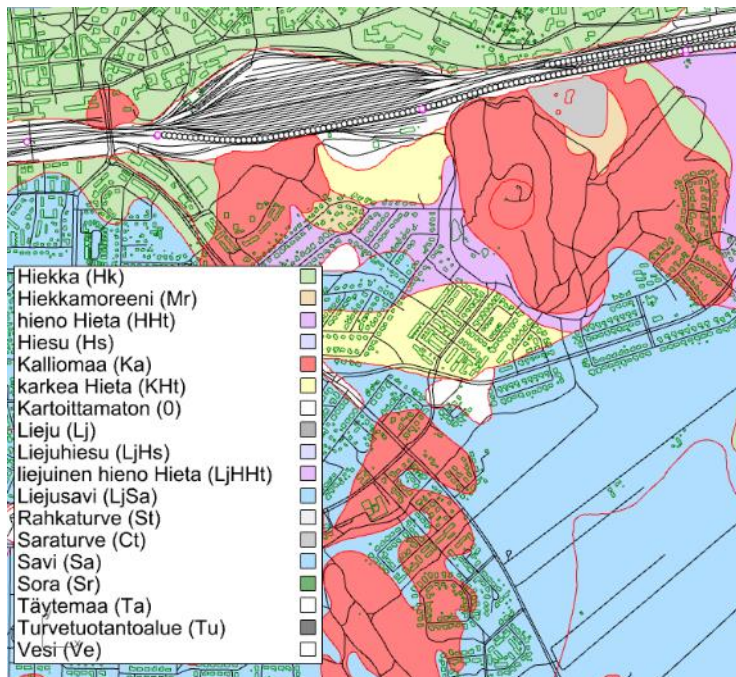 Hiekka (Hk)
Hiekkamoreeni (Mr)
hieno Hieta (HHt)
Hiesu (Hs)
Kalliomaa (Ka)
karkea Hieta (KHt)
Kartoittamaton (0)
Lieju (Lj)
Liejuhiesu (LjHs)
liejuinen hieno Hieta (LjHHt)
Liejusavi (LjSa)
Rahkaturve (St)
Saraturve (Ct)
Savi (Sa)
Sora (Sr)
Täytemaa (Ta)
Turvetuotantoalue (Tu)
Vesi (Ve)